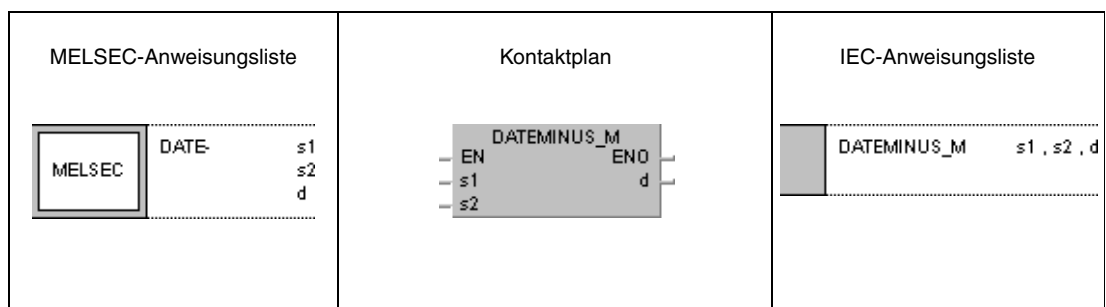 MELSEC-Anweisungsliste
MELSEC
DATE- s1
s2
d
Kontaktplan
DATEMINUS_M
EN ENO
s1 d
s2
IEC-Anweisungsliste
DATEMINUS_M s1 , s2 , d